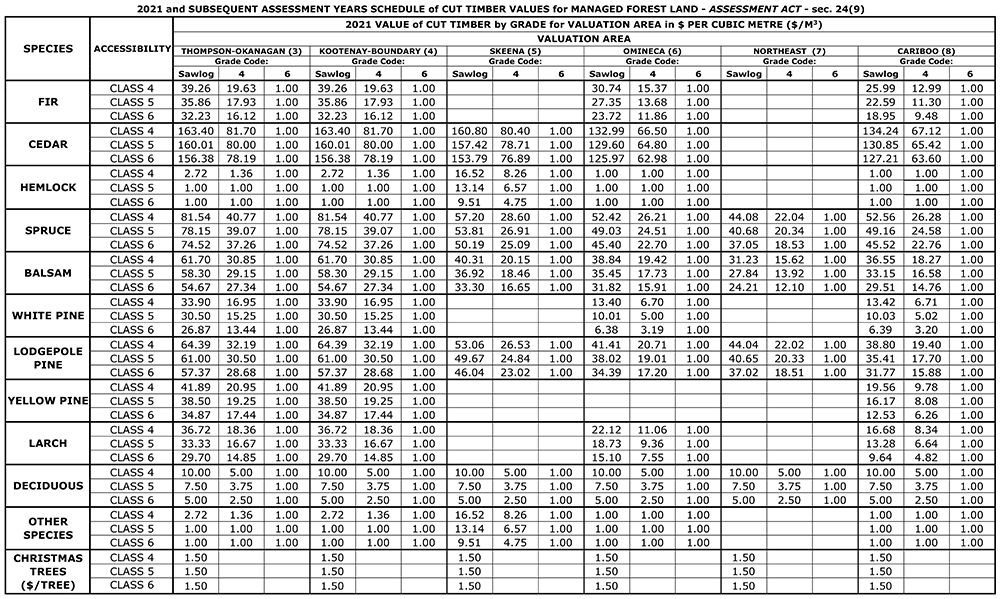 2021 and SUBSEQUENT ASSESSMENT YEARS SCHEDULE of CUT TIMBER VALUES for MANAGED FOREST LAND - ASSESSMENT ACT - sec. 24(9)
SPECIES ACCESSIBILITY 2021 VALUE of CUT TIMBER by GRADE for VALUATION AREA in $ PER CUBIC METRE ($/M³)
VALUATION AREA
THOMPSON-OKANAGAN (3) KOOTENAY-BOUNDARY (4) SKEENA (5) OMINECA (6) NORTHEAST (7) CARIBOO (8)
Grade Code: Grade Code: Grade Code: Grade Code: Grade Code: Grade Code:
Sawlog 4 6 Sawlog 4 6 Sawlog 4 6 Sawlog 4 6 Sawlog 4 6 Sawlog 4 6
FIR
CLASS 4 39.26 19.63 1.00 39.26 19.63 1.00 30.74 15.37 1.00 25.99 12.99 1.00
CLASS 5 35.86 17.93 1.00 35.86 17.93 1.00 27.35 13.68 1.00 22.59 11.30 1.00
CLASS 6 32.23 16.12 1.00 32.23 16.12 1.00 23.72 11.86 1.00 18.95 9.48 1.00
CEDAR
CLASS 4 163.40 81.70 1.00 163.40 81.70 1.00 160.80 80.40 1.00 132.99 66.50 1.00 134.24 67.12 1.00
CLASS 5 160.01 80.00 1.00 160.01 80.00 1.00 157.42 78.71 1.00 129.60 64.80 1.00 130.85 65.42 1.00
CLASS 6 156.38 78.19 1.00 156.38 78.19 1.00 153.79 76.89 1.00 125.97 62.98 1.00 127.21 63.60 1.00
HEMLOCK
CLASS 4 2.72 1.36 1.00 2.72 1.36 1.00 16.52 8.26 1.00 1.00 1.00 1.00 1.00 1.00 1.00
CLASS 5 1.00 1.00 1.00 1.00 1.00 1.00 13.14 6.57 1.00 1.00 1.00 1.00 1.00 1.00 1.00
CLASS 6 1.00 1.00 1.00 1.00 1.00 1.00 9.51 4.75 1.00 1.00 1.00 1.00 1.00 1.00 1.00
SPRUCE
CLASS 4 81.54 40.77 1.00 81.54 40.77 1.00 57.20 28.60 1.00 52.42 26.21 1.00 44.08 22.04 1.00 52.56 26.28 1.00
CLASS 5 78.15 39.07 1.00 78.15 39.07 1.00 53.81 26.91 1.00 49.03 24.51 1.00 40.68 20.34 1.00 49.16 24.58 1.00
CLASS 6 74.52 37.26 1.00 74.52 37.26 1.00 50.19 25.09 1.00 45.40 22.70 1.00 37.05 18.53 1.00 45.52 22.76 1.00
BALSAM
CLASS 4 61.70 30.85 1.00 61.70 30.85 1.00 40.31 20.15 1.00 38.84 19.42 1.00 31.23 15.62 1.00 36.55 18.27 1.00
CLASS 5 58.30 29.15 1.00 58.30 29.15 1.00 36.92 18.46 1.00 35.45 17.73 1.00 27.84 13.92 1.00 33.15 16.58 1.00
CLASS 6 54.67 27.34 1.00 54.67 27.34 1.00 33.30 16.65 1.00 31.82 15.91 1.00 24.21 12.10 1.00 29.51 14.76 1.00
WHITE PINE
CLASS 4 33.90 16.95 1.00 33.90 16.95 1.00 13.40 6.70 1.00 13.42 6.71 1.00
CLASS 5 30.50 15.25 1.00 30.50 15.25 1.00 10.01 5.00 1.00 10.03 5.02 1.00
CLASS 6 26.87 13.44 1.00 26.87 13.44 1.00 6.38 3.19 1.00 6.39 3.20 1.00
LODGEPOLE
PINE
CLASS 4 64.39 32.19 1.00 64.39 32.19 1.00 53.06 26.53 1.00 41.41 20.71 1.00 44.04 22.02 1.00 38.80 19.40 1.00
CLASS 5 61.00 30.50 1.00 61.00 30.50 1.00 49.67 24.84 1.00 38.02 19.01 1.00 40.65 20.33 1.00 35.41 17.70 1.00
CLASS 6 57.37 28.68 1.00 57.37 28.68 1.00 46.04 23.02 1.00 34.39 17.20 1.00 37.02 18.51 1.00 31.77 15.88 1.00
YELLOW PINE
CLASS 4 41.89 20.95 1.00 41.89 20.95 1.00 19.56 9.78 1.00
CLASS 5 38.50 19.25 1.00 38.50 19.25 1.00 16.17 8.08 1.00
CLASS 6 34.87 17.44 1.00 34.87 17.44 1.00 12.53 6.26 1.00
LARCH
CLASS 4 36.72 18.36 1.00 36.72 18.36 1.00 22.12 11.06 1.00 16.68 8.34 1.00
CLASS 5 33.33 16.67 1.00 33.33 16.67 1.00 18.73 9.36 1.00 13.28 6.64 1.00
CLASS 6 29.70 14.85 1.00 29.70 14.85 1.00 15.10 7.55 1.00 9.64 4.82 1.00
DECIDUOUS
CLASS 4 10.00 5.00 1.00 10.00 5.00 1.00 10.00 5.00 1.00 10.00 5.00 1.00 10.00 5.00 1.00 10.00 5.00 1.00
CLASS 5 7.50 3.75 1.00 7.50 3.75 1.00 7.50 3.75 1.00 7.50 3.75 1.00 7.50 3.75 1.00 7.50 3.75 1.00
CLASS 6 5.00 2.50 1.00 5.00 2.50 1.00 5.00 2.50 1.00 5.00 2.50 1.00 5.00 2.50 1.00 5.00 2.50 1.00
OTHER
SPECIES
CLASS 4 2.72 1.36 1.00 2.72 1.36 1.00 16.52 8.26 1.00 1.00 1.00 1.00 1.00 1.00 1.00
CLASS 5 1.00 1.00 1.00 1.00 1.00 1.00 13.14 6.57 1.00 1.00 1.00 1.00 1.00 1.00 1.00
CLASS 6 1.00 1.00 1.00 1.00 1.00 1.00 9.51 4.75 1.00 1.00 1.00 1.00 1.00 1.00 1.00
CHRISTMAS
TREES
($/TREE)
CLASS 4 1.50 1.50 1.50 1.50 1.50 1.50
CLASS 5 1.50 1.50 1.50 1.50 1.50 1.50
CLASS 6 1.50 1.50 1.50 1.50 1.50 1.50